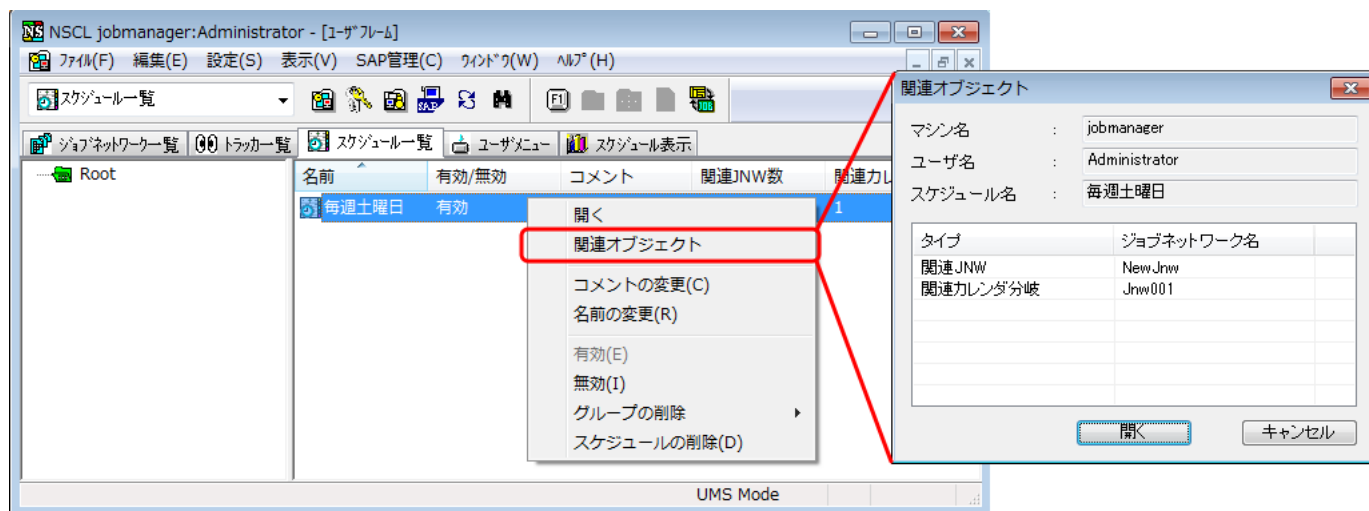 NSCL jobmanager:Administrator - [ﾕｰｻﾞﾌﾚｰﾑ]
ﾌｧｲﾙ(F) 編集(E) 設定(S) 表示(V) SAP管理(C) ｳｨﾝﾄﾞｳ(W) ﾍﾙﾌﾟ(H)
スケジュール一覧
ジョブネットワーク一覧 トラッカ一覧 スケジュール一覧 ユーザメニュー スケジュール表示
Root
名前 有効/無効 コメント 関連JNW数
毎週土曜日 有効 1
開く
関連オブジェクト
コメントの変更(C)
名前の変更(R)
有効(E)
無効(I)
グループの削除
スケジュールの削除(D)
UMS Mode
関連オブジェクト
マシン名 : jobmanager
ユーザ名 : Administrator
スケジュール名 : 毎週土曜日
タイプ ジョブネットワーク名
関連JNW NewJnw
関連カレンダ分岐 Jnw001
開く キャンセル